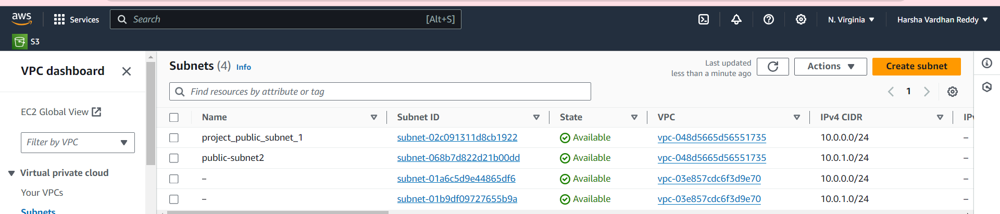 aws
Services
Search
[Alt+S]
N. Virginia
Harsha Vardhan Reddy
S3
VPC dashboard
EC2 Global View
Filter by VPC
Virtual private cloud
Your VPCs
Subnets
Subnets (4) Info
Last updated
less than a minute ago
Actions
Create subnet
Find resources by attribute or tag
1
Name Subnet ID State VPC IPv4 CIDR
project_public_subnet_1 subnet-02c091311d8cb1922 Available vpc-048d5665d56551735 10.0.0.0/24 –
public-subnet2 subnet-068b7d822d21b00dd Available vpc-048d5665d56551735 10.0.1.0/24 –
– subnet-01a6c5d9e44865df6 Available vpc-03e857cdc6f3d9e70 10.0.0.0/24 –
– subnet-01b9df09727655b9a Available vpc-03e857cdc6f3d9e70 10.0.1.0/24 –